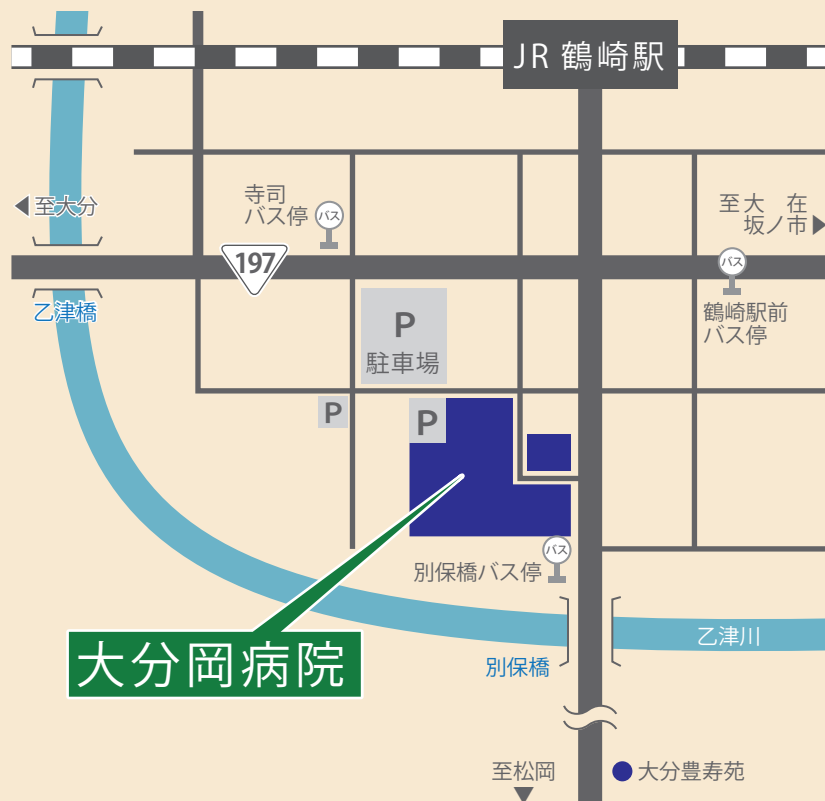 JR 鶴崎駅
至大分
寺司
バス停
バス
至 大　在
坂ノ市
197
バス
乙津橋
鶴崎駅前
バス停
P
駐車場
P
P
バス
別保橋バス停
大分岡病院
乙津川
別保橋
至松岡
大分豊寿苑